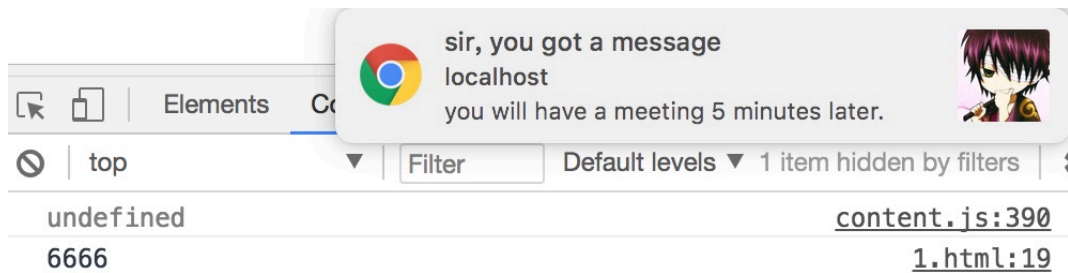 sir, you got a message
localhost
you will have a meeting 5 minutes later.
Elements
top ▼ Filter Default levels ▼ 1 item hidden by filters
undefined content.js:390
6666 1.html:19